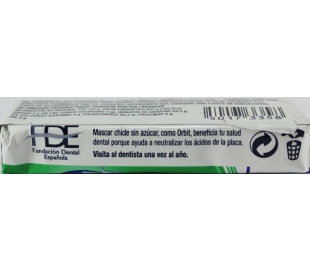 FDE
Fundación Dental
Española
Mascar chicle sin azúcar, como Orbit, beneficia tu salud
dental porque ayuda a neutralizar los ácidos de la placa.
Visita al dentista una vez al año.